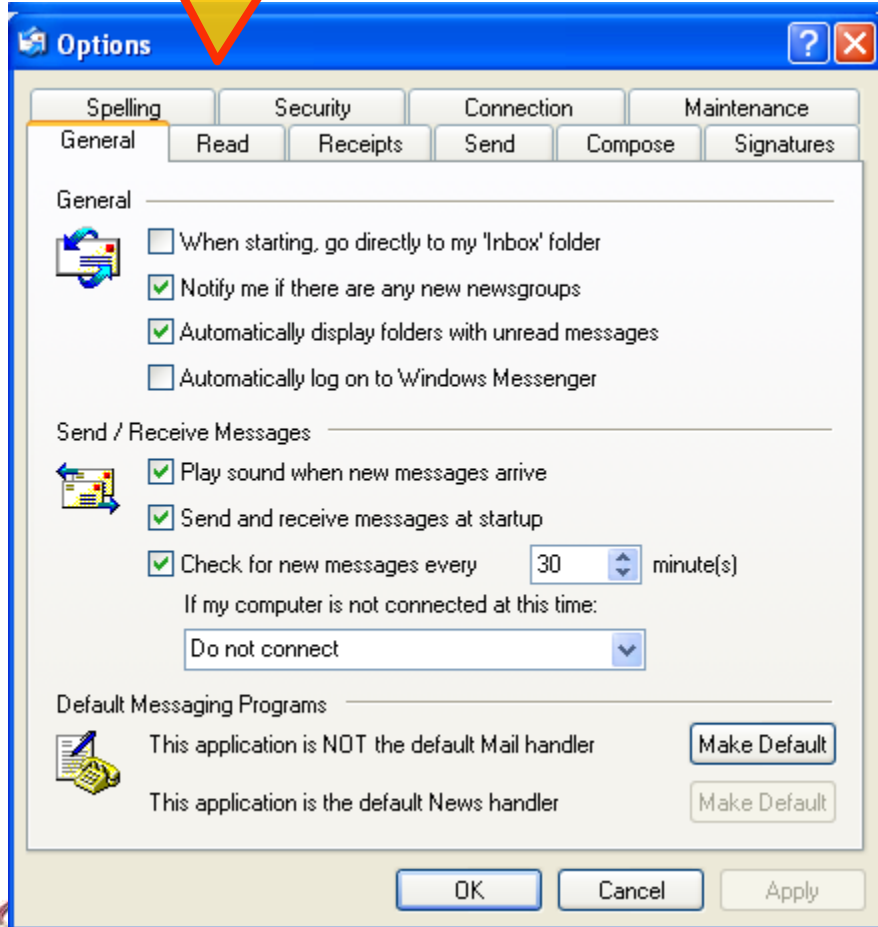 Options
Spelling Security Connection Maintenance
General Read Receipts Send Compose Signatures
General
When starting, go directly to my 'Inbox' folder
Notify me if there are any new newsgroups
Automatically display folders with unread messages
Automatically log on to Windows Messenger
Send / Receive Messages
Play sound when new messages arrive
Send and receive messages at startup
Check for new messages every 30 minute(s)
If my computer is not connected at this time:
Do not connect
Default Messaging Programs
This application is NOT the default Mail handler Make Default
This application is the default News handler Make Default
OK Cancel Apply